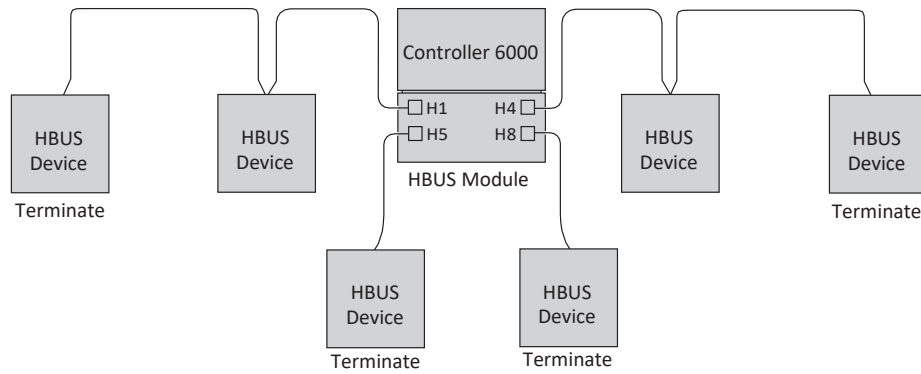 Controller 6000
H1 H4
H5 H8
HBUS Module
HBUS
Device
Terminate
HBUS
Device
HBUS
Device
HBUS
Device
Terminate
HBUS
Device
Terminate
HBUS
Device
Terminate